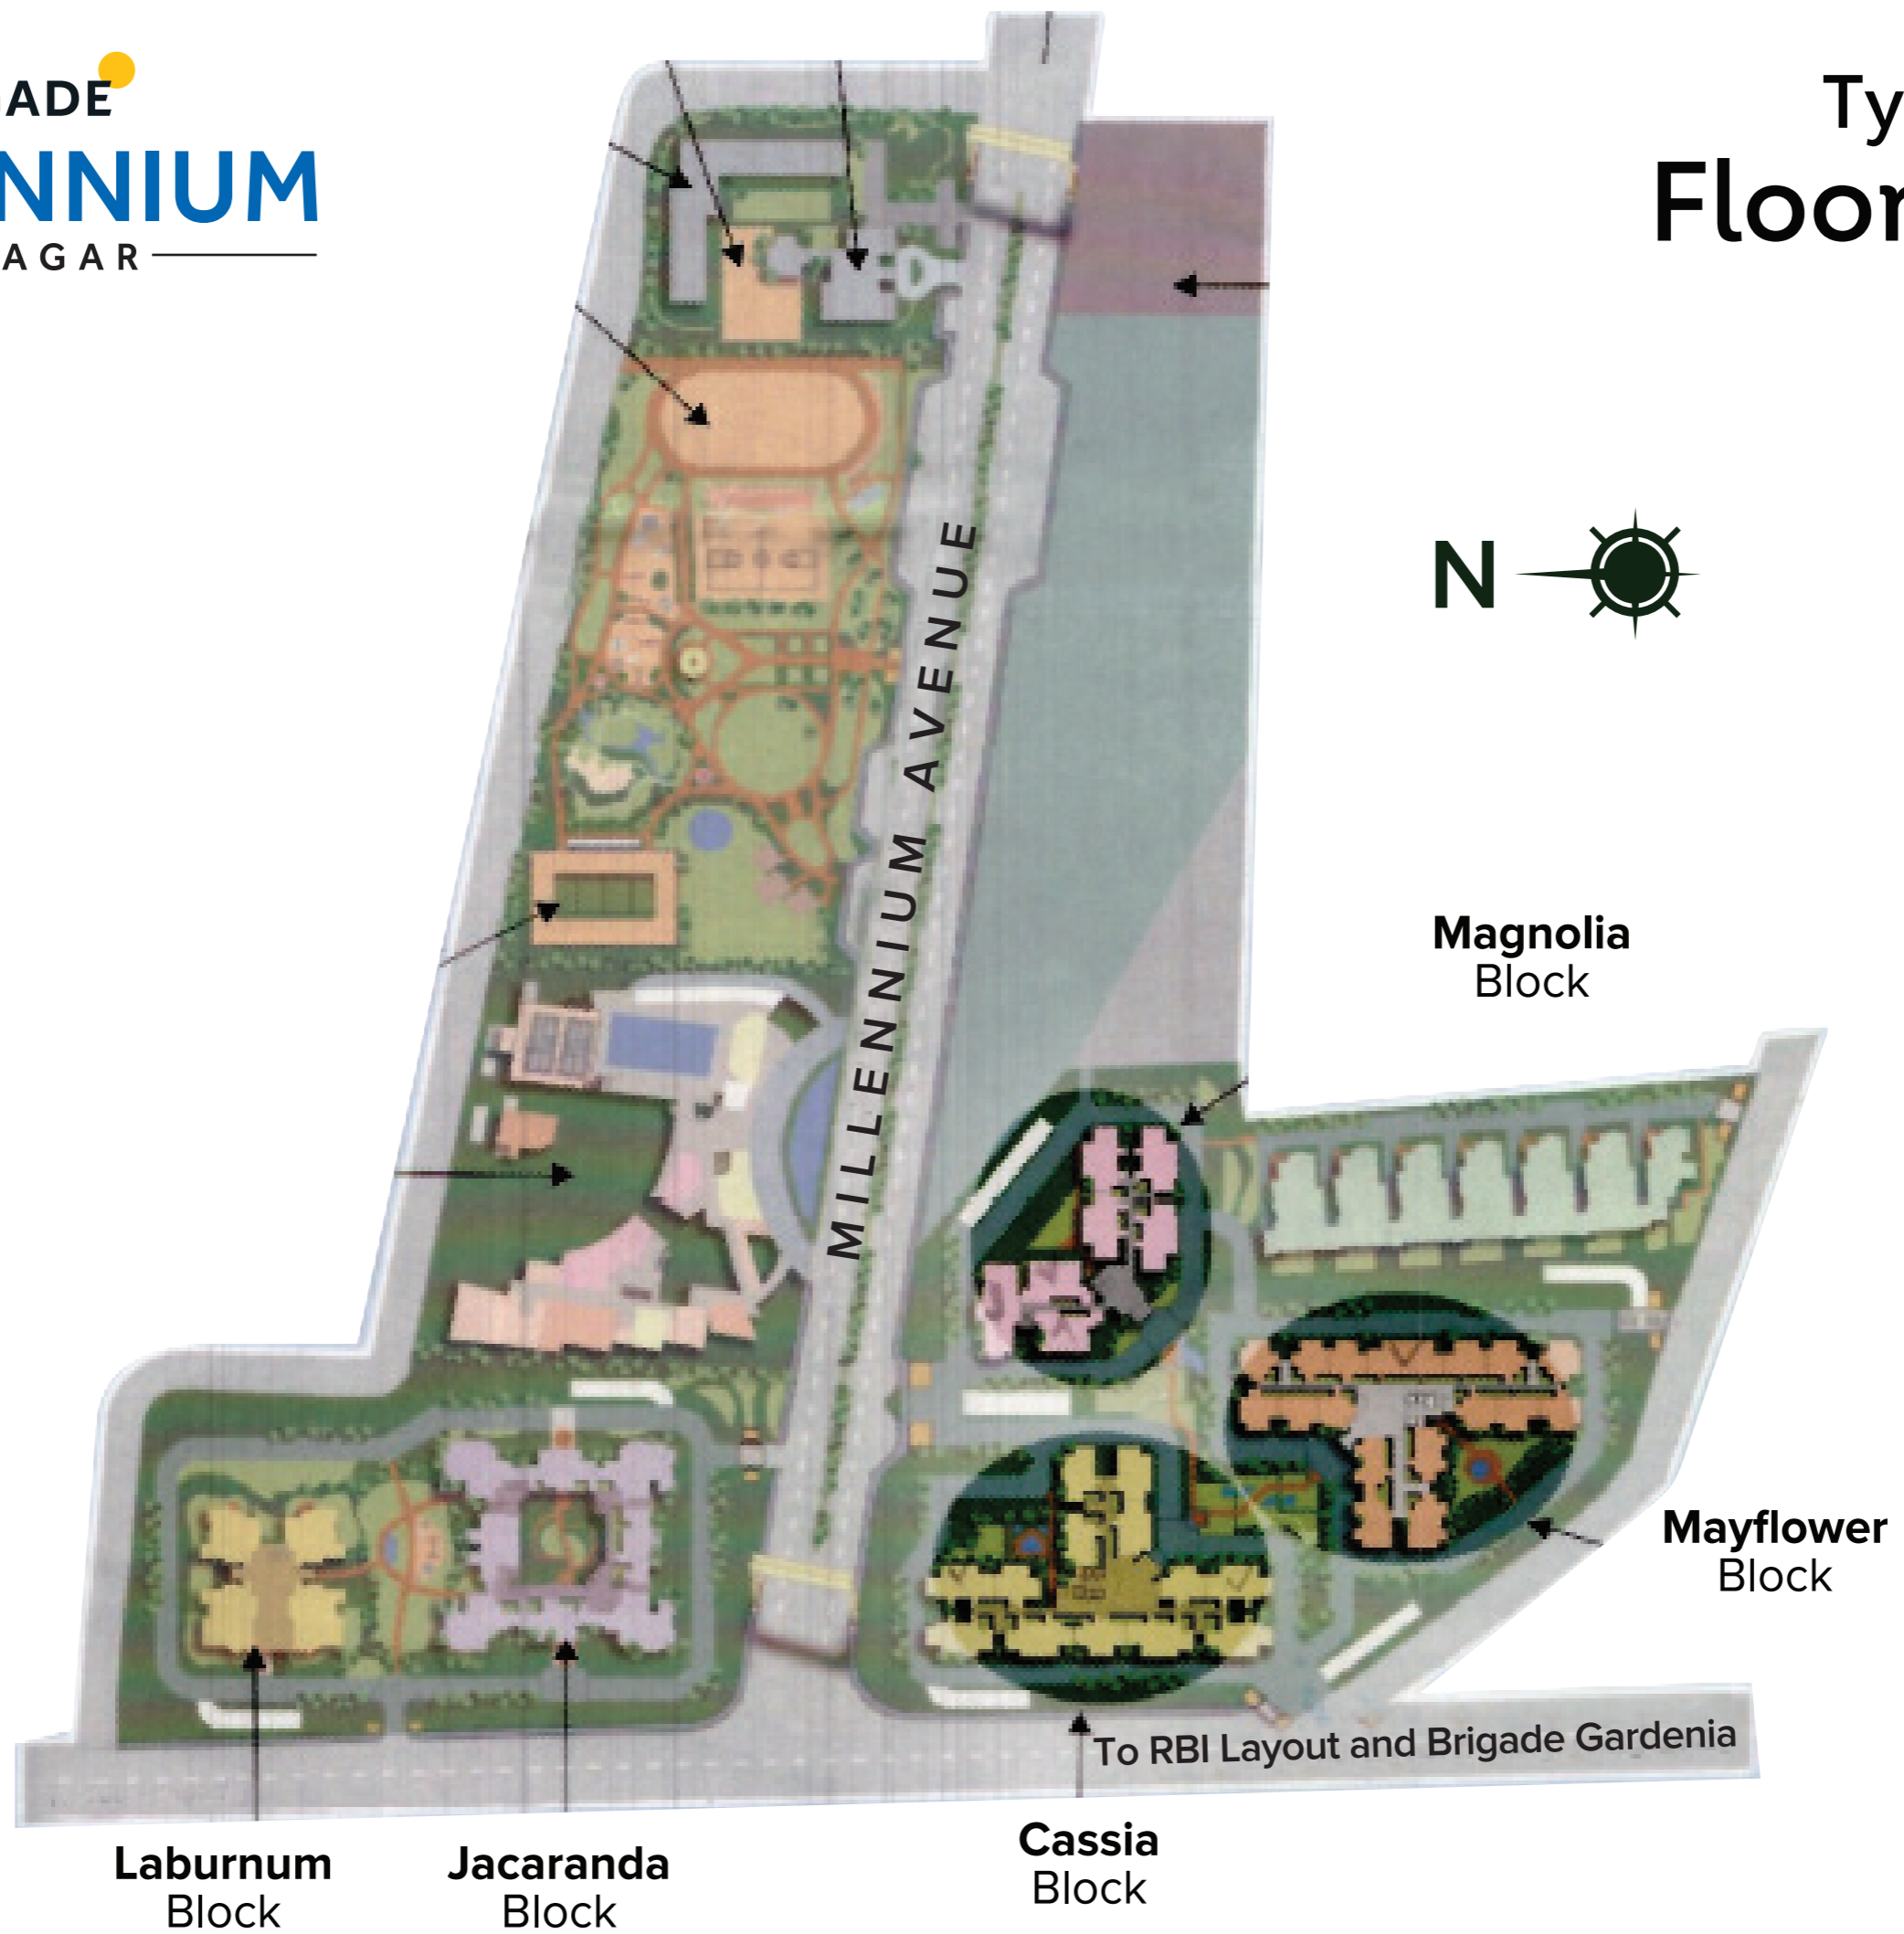 ADE
NNIUM
AGAR
Ty
Floor
N
MILLENNIUM AVENUE
Magnolia
Block
Mayflower
Block
To RBI Layout and Brigade Gardenia
Laburnum
Block
Jacaranda
Block
Cassia
Block